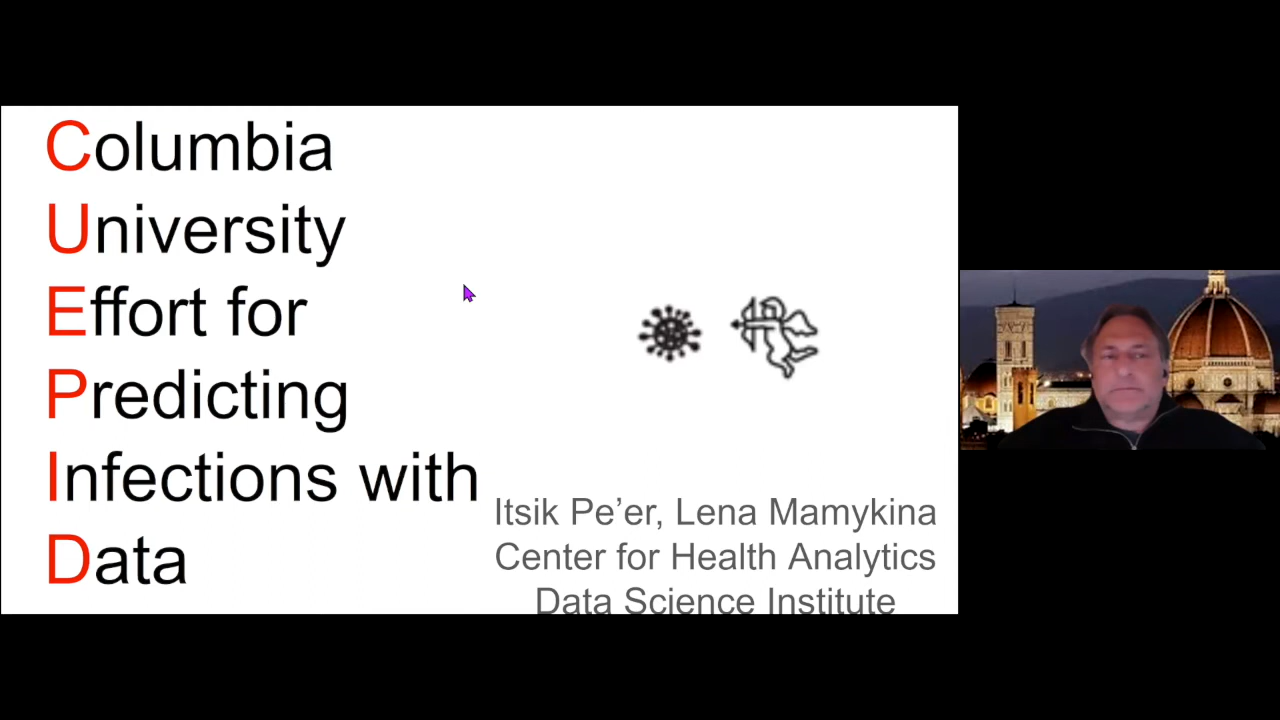 Columbia
University
Effort for
Predicting
Infections with
Data
Itsik Pe’er, Lena Mamykina
Center for Health Analytics
Data Science Institute